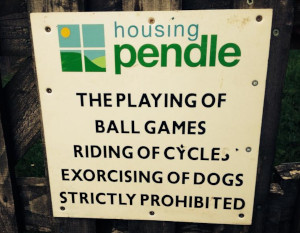 housing
pendle
THE PLAYING OF
BALL GAMES
RIDING OF CYCLES
EXORCISING OF DOGS
STRICTLY PROHIBITED